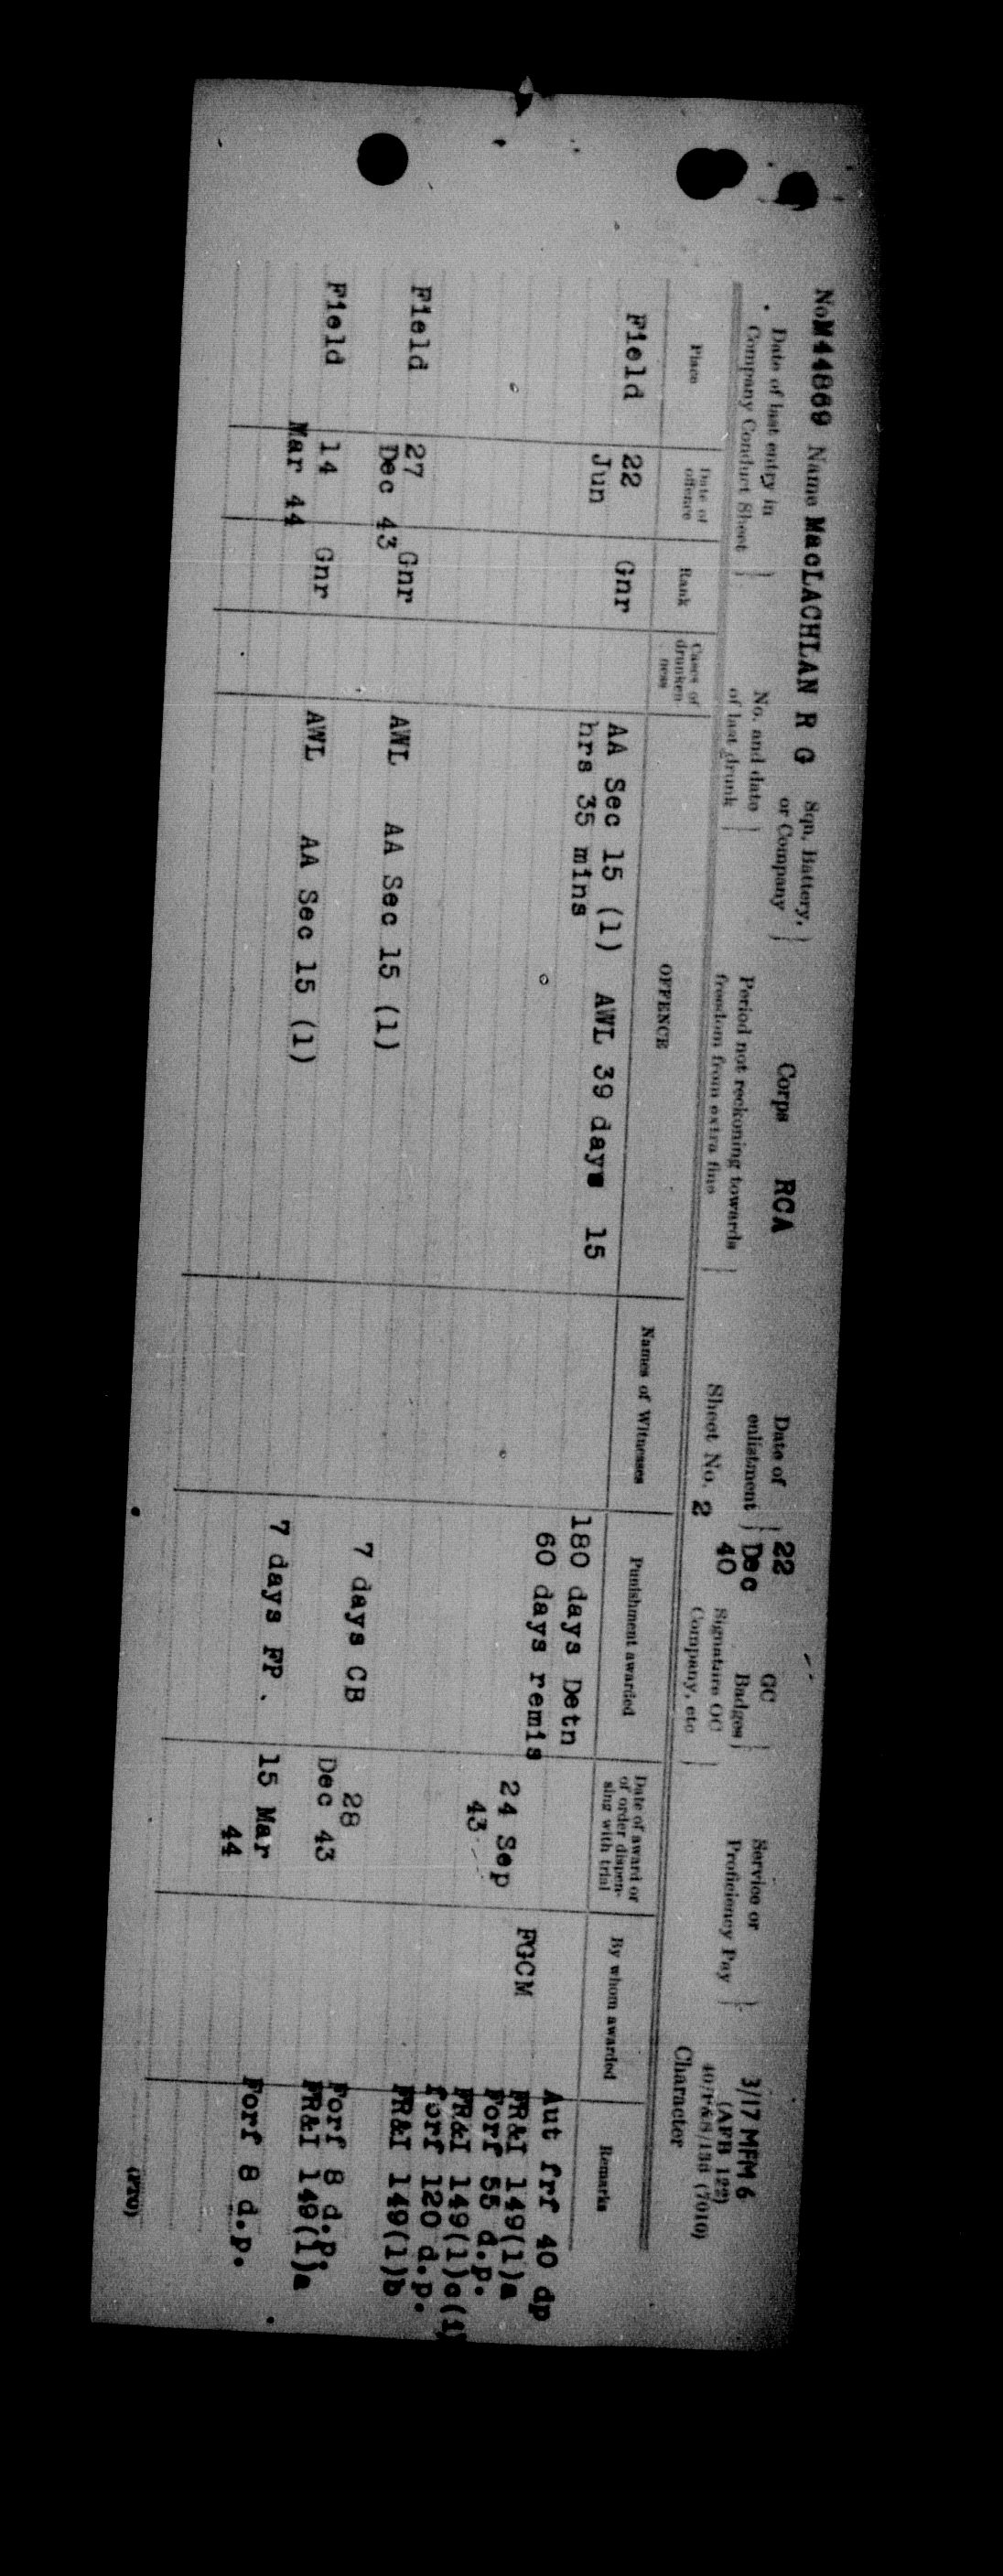 No M44869 Name MacLACHLAN R G Sqn, Battery, or Company } Corps RCA Date of enlistment } 22 Dec 40 GC Badges } Service or Proficiency Pay } 3/17 MFM 6
(AFB 122)
Date of last entry in Company Conduct Sheet } No. and date of last drunk } Period not reckoning towards freedom from extra fine } Sheet No. 2 Signature OC Company, etc } Character
Place Date of offence Rank Cases of drunkenness OFFENCE Names of Witnesses Punishment awarded Date of award or of order dispensing with trial By whom awarded Remarks
Field 22 Jun Gnr AA Sec 15 (1) AWL 39 days 15
hrs 35 mins
180 days Detn
60 days remis
24 Sep
43
FGCM
Aut frf 40 dp
FR&I 149(1)a
Forf 55 d.p.
FR&I 149(1)c(1)
forf 120 d.p.
FR&I 149(1)b
Field 27 Dec 43 Gnr AWL AA Sec 15 (1) 7 days CB 28 Dec 43
Forf 8 d.p.
FR&I 149(1)a
Field 14 Mar 44 Gnr AWL AA Sec 15 (1) 7 days FP. 15 Mar 44
Forf 8 d.p.
(PTO)